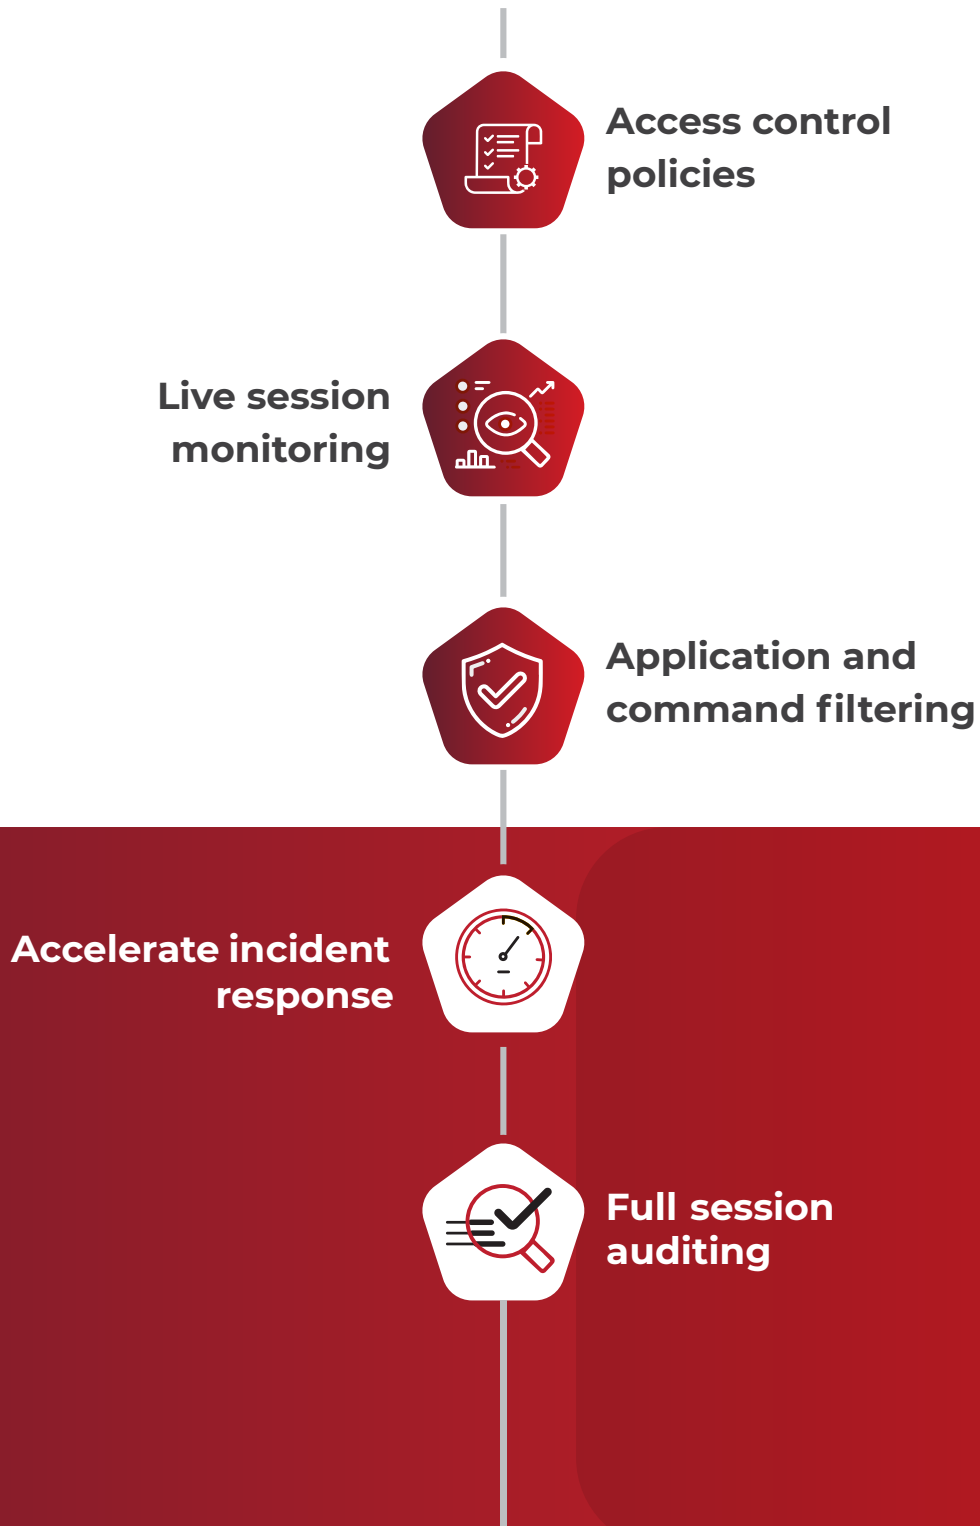 Access control
policies
Live session
monitoring
Application and
command filtering
Accelerate incident
response
Full session
auditing